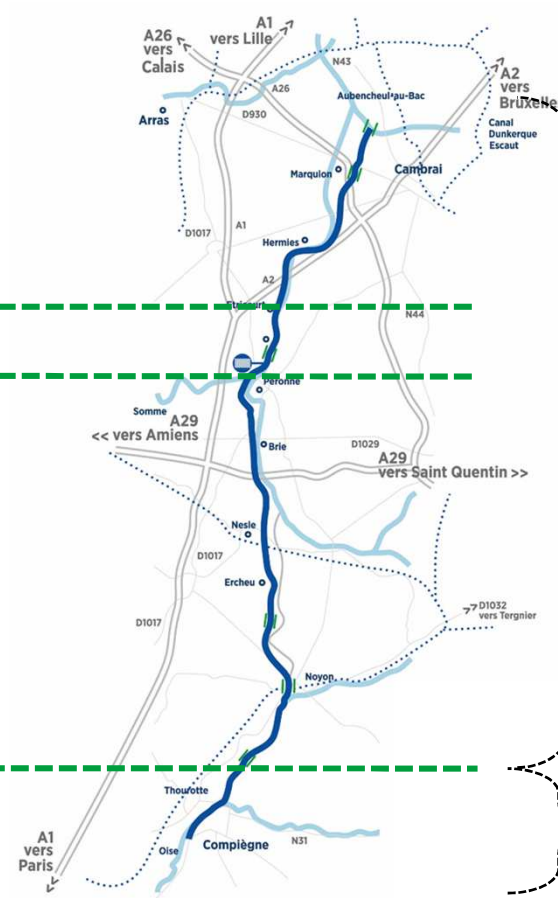 A1
vers Lille
A26
vers
Calais
N43
A2
vers
Bruxelle
A26
Aubencheul-au-Bac
D930
Arras
Canal
Dunkerque
Escaut
Marquion
Cambrai
D1017
A1
Hermies
A2
Etricourt
N44
Péronne
Somme
A29
<< vers Amiens
Brie
D1029
A29
vers Saint Quentin >>
Nesle
D1017
Ercheu
D1032
vers Tergnier
D1017
Noyon
Thourotte
A1
vers
Paris
Oise
Compiègne
N31